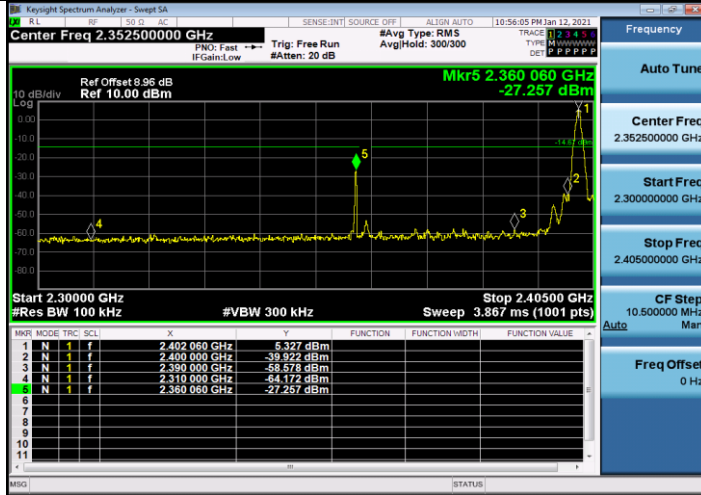 Keysight Spectrum Analyzer - Swept SA
RL RF 50 Ω AC SENSE:INT SOURCE OFF ALIGN AUTO 10:56:05 PM Jan 12, 2021
Center Freq 2.352500000 GHz
PNO: Fast
IFGain:Low
Trig: Free Run
#Atten: 20 dB
#Avg Type: RMS
Avg|Hold: 300/300
TRACE 1 2 3 4 5 6
TYPE M WWWWW
DET P P P P P P
Frequency
Ref Offset 8.96 dB
Ref 10.00 dBm
Mkr5 2.360 060 GHz
-27.257 dBm
10 dB/div
Log
0.00
-10.0
-20.0
-30.0
-40.0
-50.0
-60.0
-70.0
-80.0
1
-14.67 dBm
5
2
3
4
Start 2.30000 GHz
Stop 2.40500 GHz
#Res BW 100 kHz
#VBW 300 kHz
Sweep 3.867 ms (1001 pts)
MKR MODE TRC SCL X Y FUNCTION FUNCTION WIDTH FUNCTION VALUE
1 N 1 f 2.402 060 GHz 5.327 dBm
2 N 1 f 2.400 000 GHz -39.922 dBm
3 N 1 f 2.390 000 GHz -58.578 dBm
4 N 1 f 2.310 000 GHz -64.172 dBm
5 N 1 f 2.360 060 GHz -27.257 dBm
6
7
8
9
10
11
MSG
STATUS
Auto Tune
Center Freq
2.352500000 GHz
Start Freq
2.300000000 GHz
Stop Freq
2.405000000 GHz
CF Step
10.500000 MHz
Auto Man
Freq Offset
0 Hz